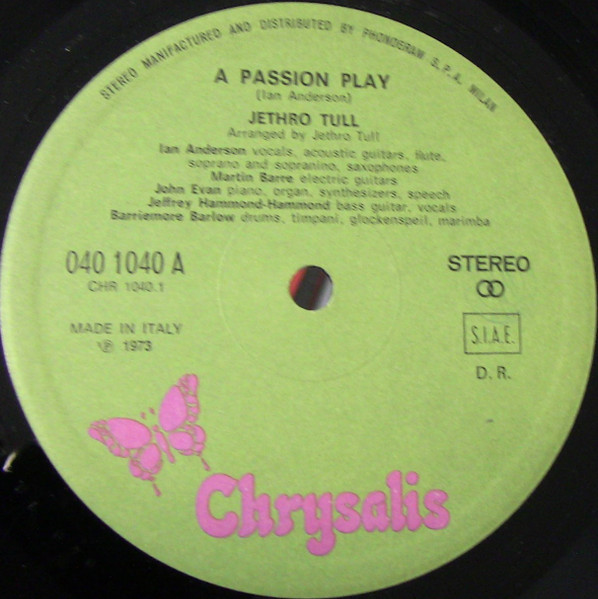 STEREO MANIFACTURED AND DISTRIBUTED BY PHONDERAM S.P.A. MILAN
A PASSION PLAY
(Ian Anderson)
JETHRO TULL
Arranged by Jethro Tull
Ian Anderson vocals, acoustic guitars, flute,
soprano and sopranino, saxophones
Martin Barre electric guitars
John Evan piano, organ, synthesizers, speech
Jeffrey Hammond-Hammond bass guitar, vocals
Barriemore Barlow drums, timpani, glockenspeil, marimba
040 1040 A
CHR 1040.1
STEREO
MADE IN ITALY
℗ 1973
S.I.A.E.
D. R.
Chrysalis